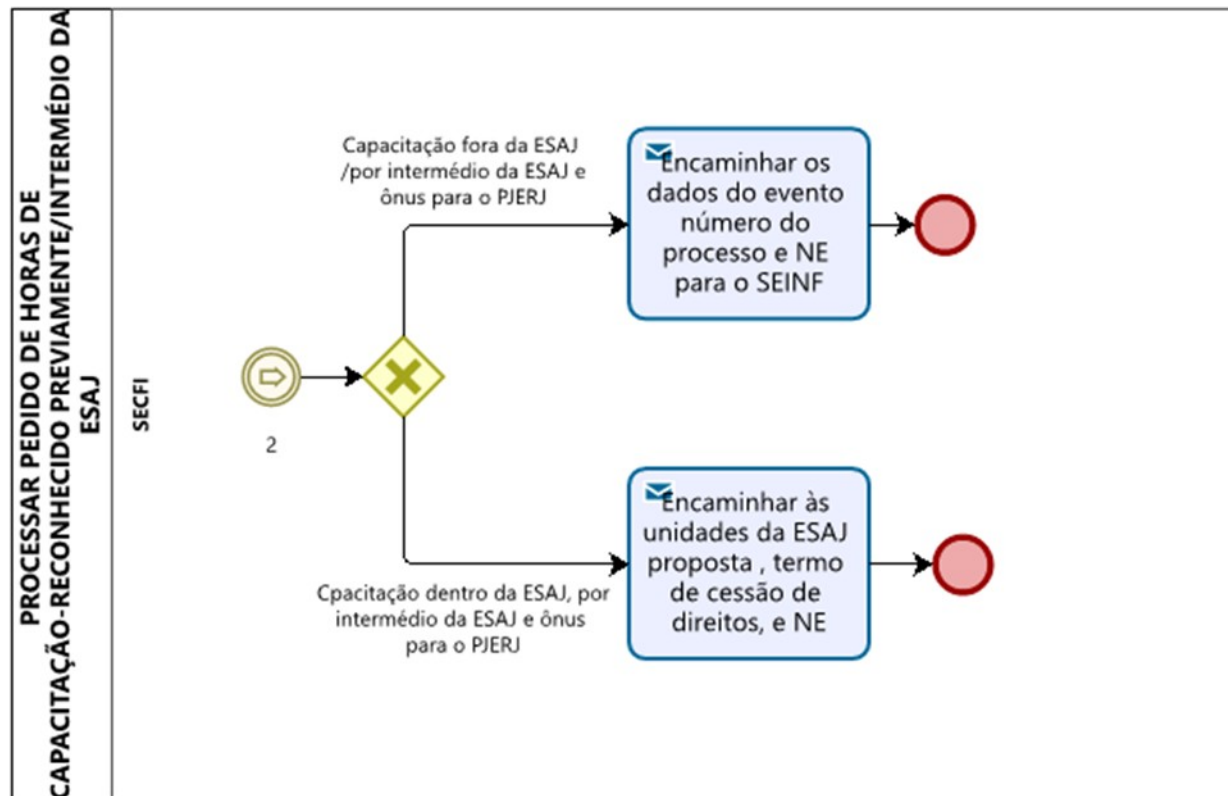 PROCESSAR PEDIDO DE HORAS DE
CAPACITAÇÃO-RECONHECIDO PREVIAMENTE/INTERMÉDIO DA
ESAJ
SECFI
2
Capacitação fora da ESAJ
/por intermédio da ESAJ e
ônus para o PJERJ
Encaminhar os
dados do evento
número do
processo e NE
para o SEINF
Cpacitação dentro da ESAJ, por
intermédio da ESAJ e ônus
para o PJERJ
Encaminhar às
unidades da ESAJ
proposta , termo
de cessão de
direitos, e NE